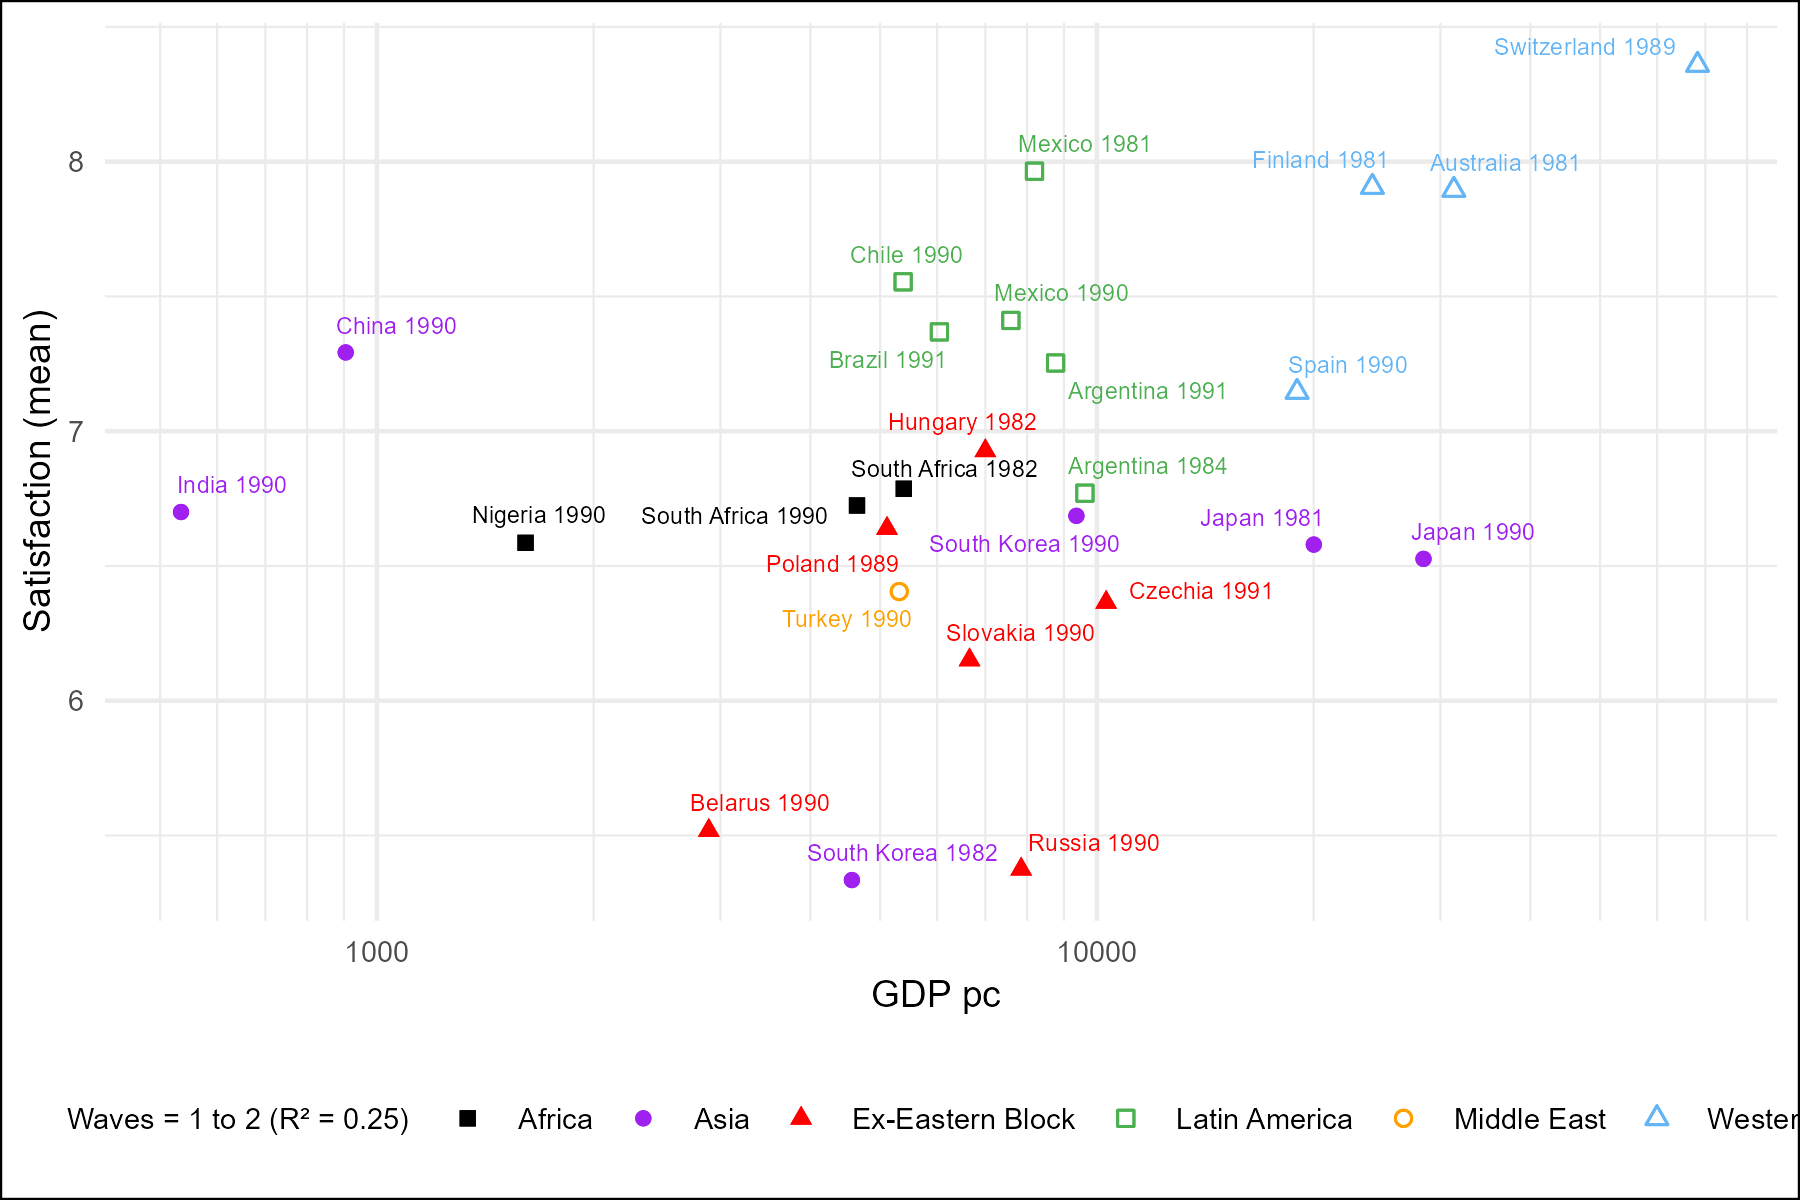 Switzerland 1989
Mexico 1981
Finland 1981
Australia 1981
8
Chile 1990
Mexico 1990
China 1990
Brazil 1991
Spain 1990
Argentina 1991
Hungary 1982
7
Argentina 1984
South Africa 1982
India 1990
Nigeria 1990
South Africa 1990
Japan 1981
Japan 1990
South Korea 1990
Poland 1989
Czechia 1991
Turkey 1990
Slovakia 1990
6
Belarus 1990
Russia 1990
South Korea 1982
Satisfaction (mean)
1000
10000
GDP pc
Waves = 1 to 2 (R² = 0.25) Africa Asia Ex-Eastern Block Latin America Middle East Wester